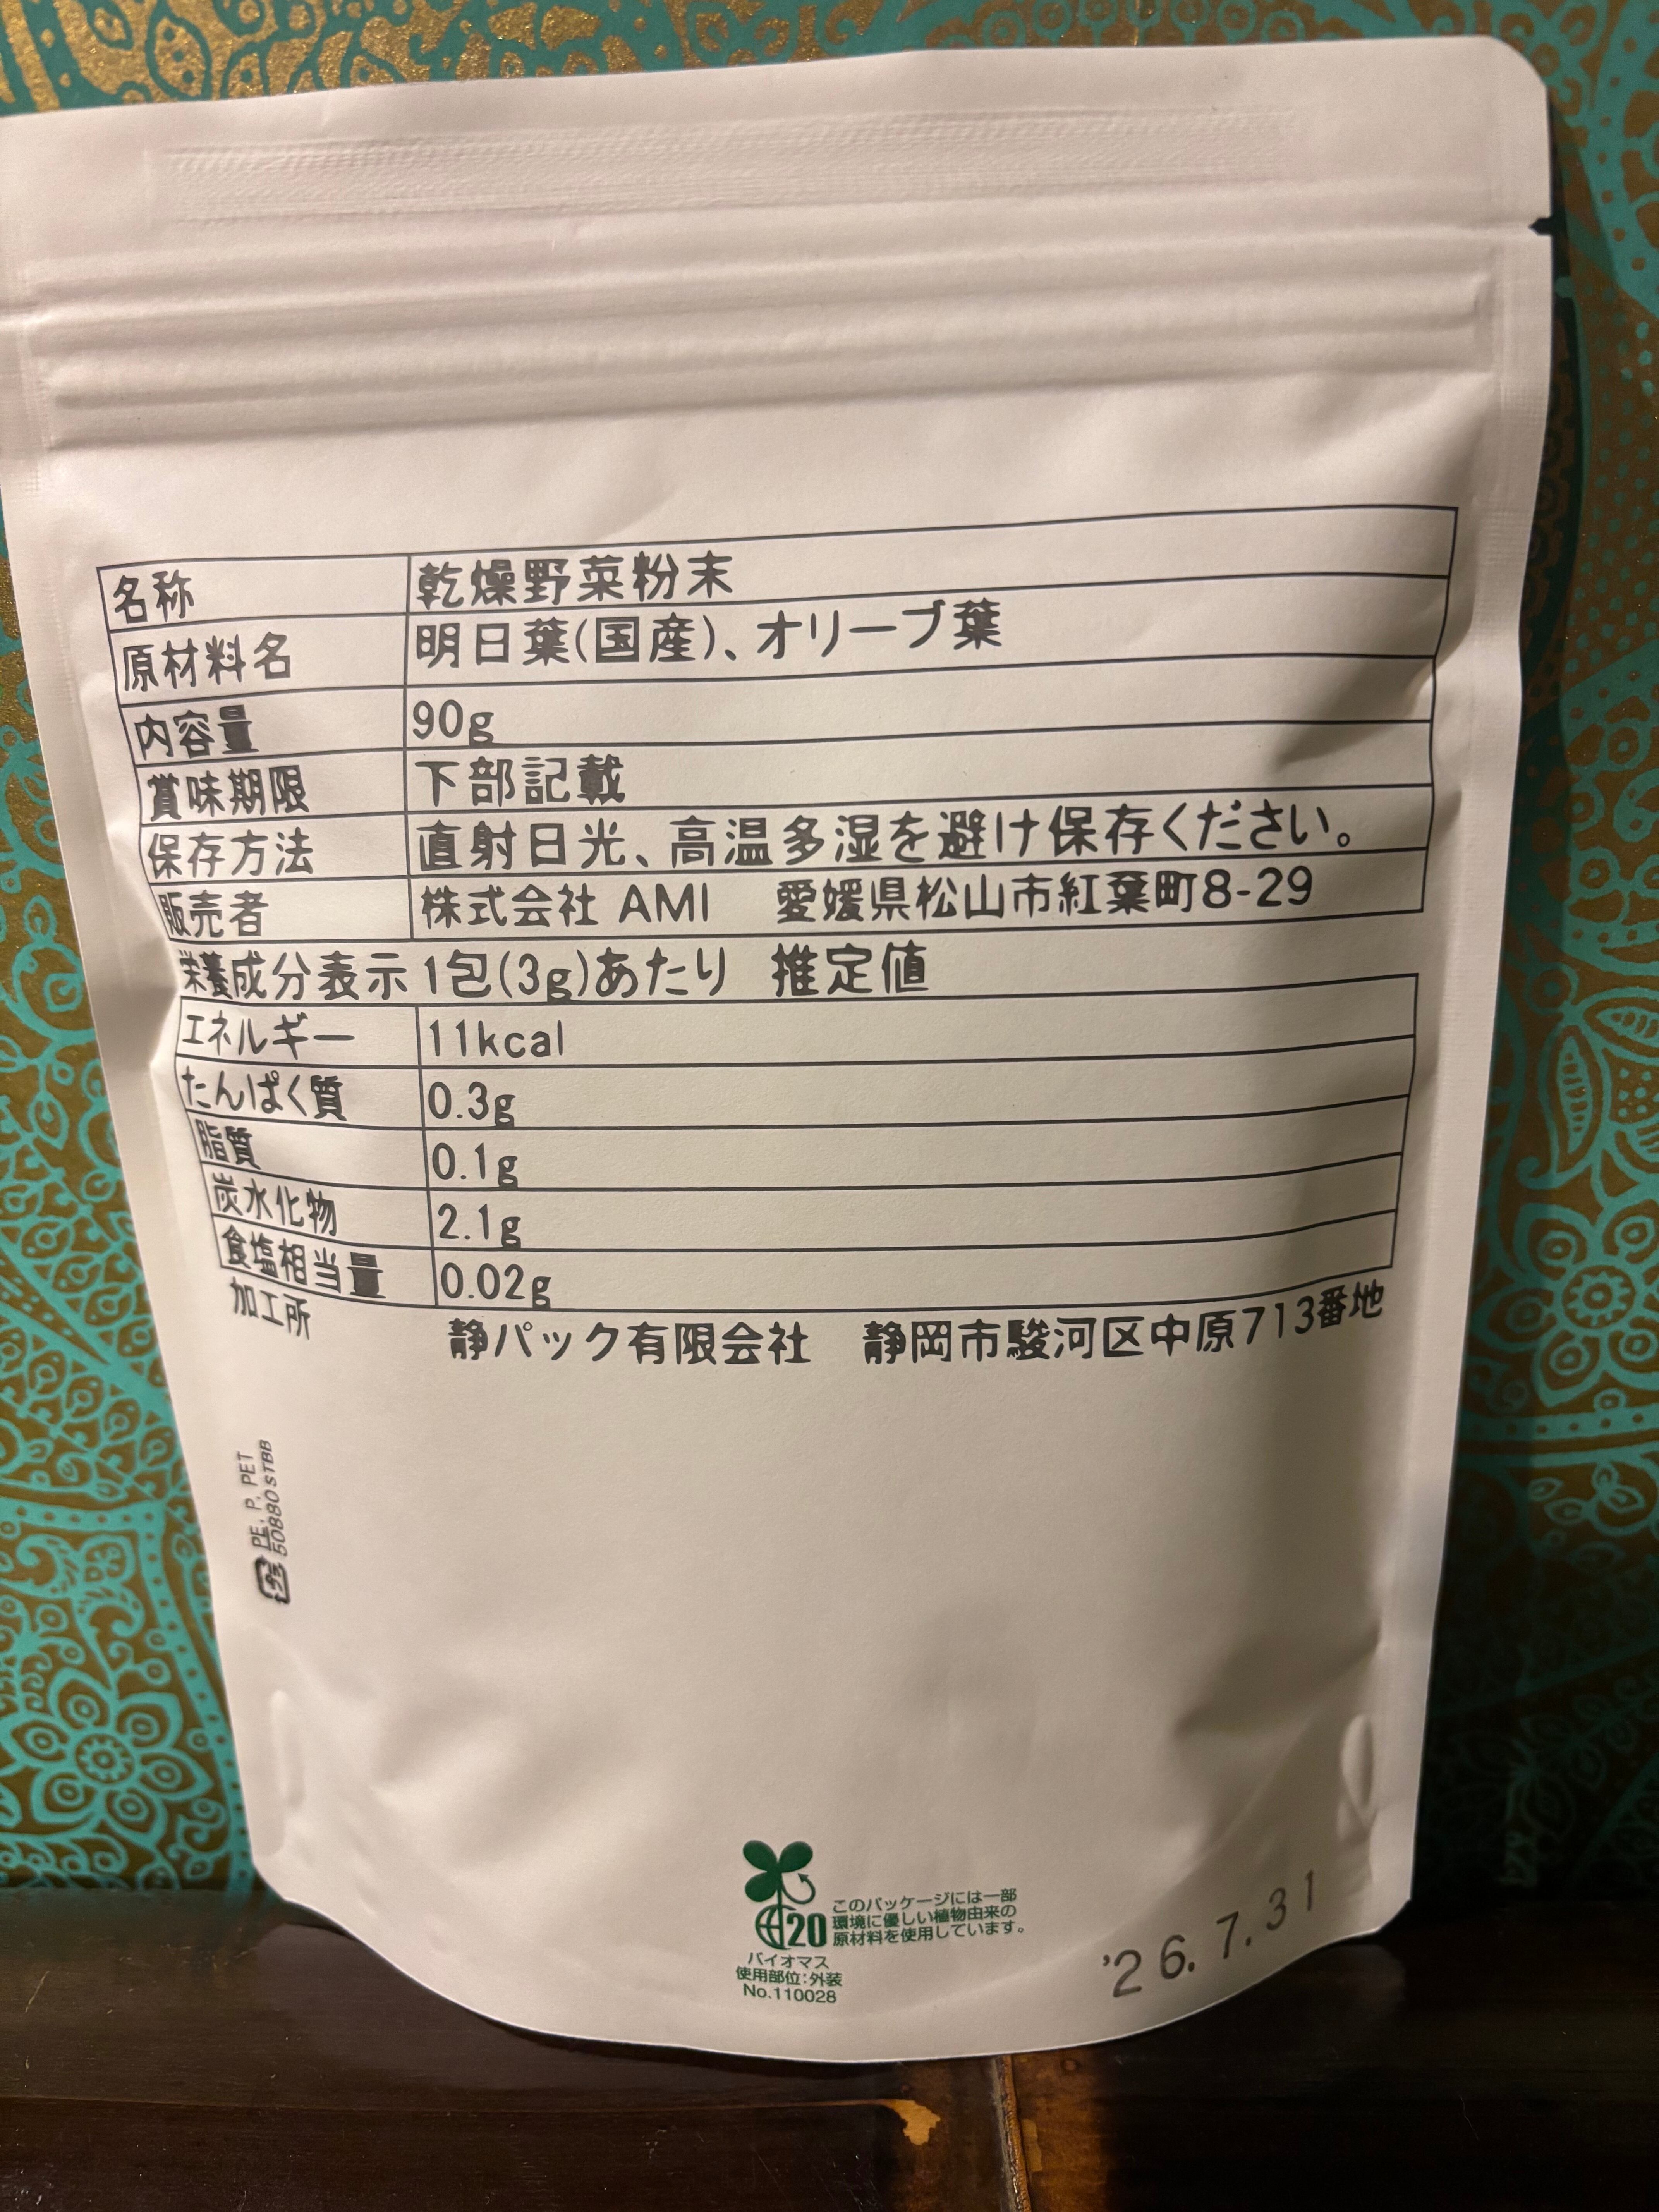 名称 乾燥野菜粉末
原材料名 明日葉(国産)、オリーブ葉
内容量 90g
賞味期限 下部記載
保存方法 直射日光、高温多湿を避け保存ください。
販売者 株式会社 AMI 愛媛県松山市紅葉町8-29
栄養成分表示 1包(3g)あたり 推定値
エネルギー 11kcal
たんぱく質 0.3g
脂質 0.1g
炭水化物 2.1g
食塩相当量 0.02g
加工所 静パック有限会社 静岡市駿河区中原713番地
プラ PE, P, PET
50880STBB
20
このパッケージには一部
環境に優しい植物由来の
原材料を使用しています。
バイオマス
使用部位:外装
No.110028
'26.7.31